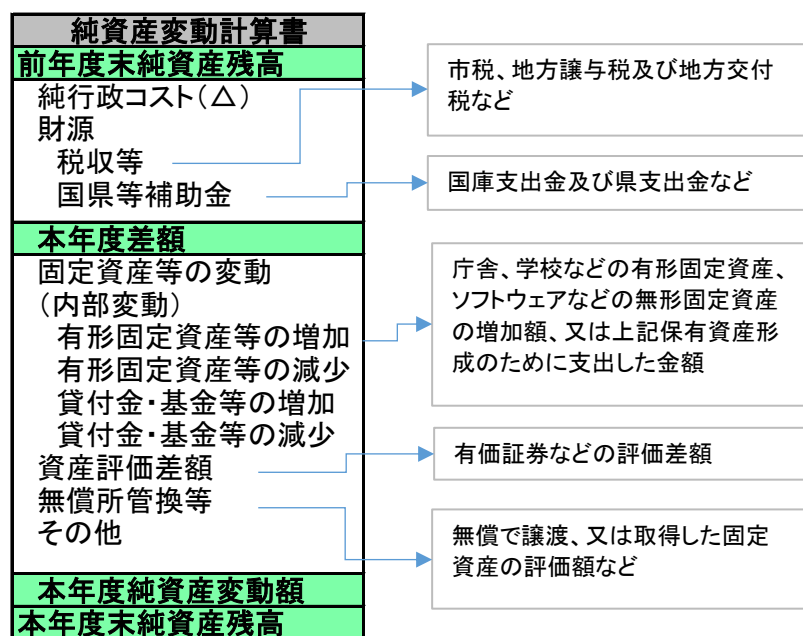 純資産変動計算書
前年度末純資産残高
純行政コスト(△)
財源
税収等
国県等補助金
本年度差額
固定資産等の変動
(内部変動)
有形固定資産等の増加
有形固定資産等の減少
貸付金・基金等の増加
貸付金・基金等の減少
資産評価差額
無償所管換等
その他
本年度純資産変動額
本年度末純資産残高
市税、地方譲与税及び地方交付
税など
国庫支出金及び県支出金など
庁舎、学校などの有形固定資産、
ソフトウェアなどの無形固定資産
の増加額、又は上記保有資産形
成のために支出した金額
有価証券などの評価差額
無償で譲渡、又は取得した固定
資産の評価額など